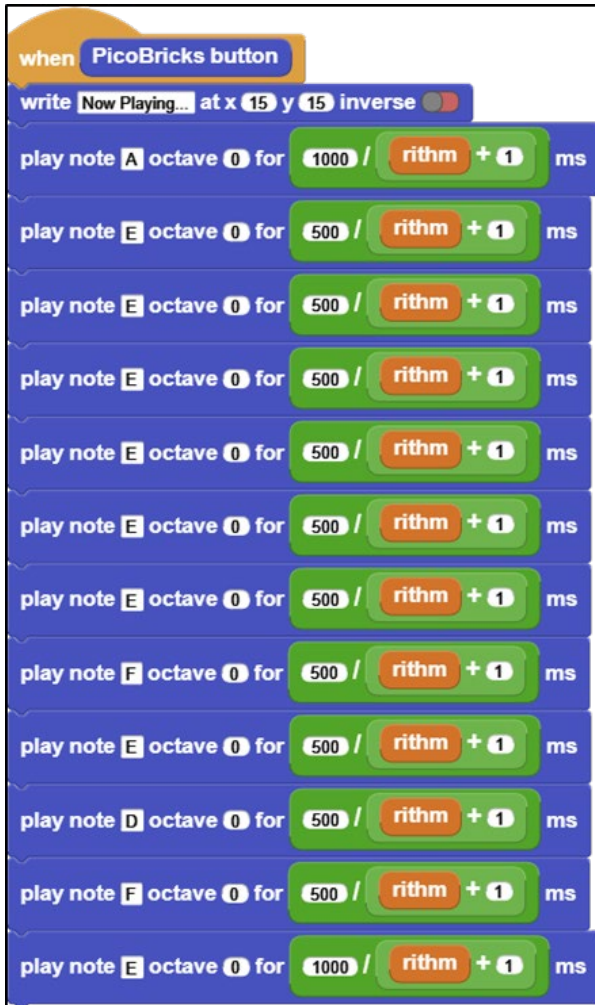 when PicoBricks button
write Now Playing... at x 15 y 15 inverse
play note A octave 0 for 1000 / rithm + 1 ms
play note E octave 0 for 500 / rithm + 1 ms
play note E octave 0 for 500 / rithm + 1 ms
play note E octave 0 for 500 / rithm + 1 ms
play note E octave 0 for 500 / rithm + 1 ms
play note E octave 0 for 500 / rithm + 1 ms
play note E octave 0 for 500 / rithm + 1 ms
play note F octave 0 for 500 / rithm + 1 ms
play note E octave 0 for 500 / rithm + 1 ms
play note D octave 0 for 500 / rithm + 1 ms
play note F octave 0 for 500 / rithm + 1 ms
play note E octave 0 for 1000 / rithm + 1 ms